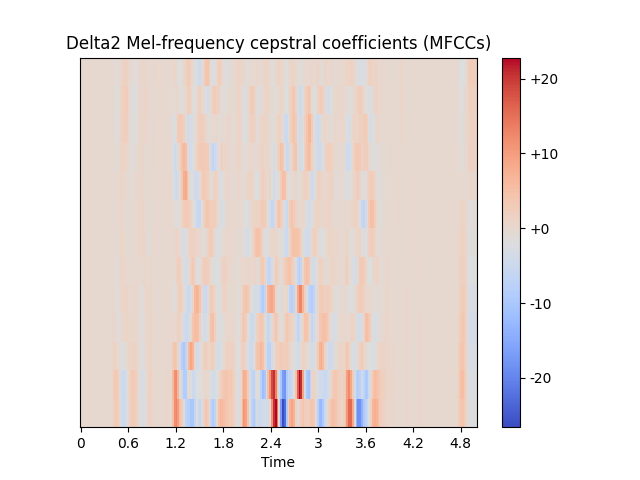 Delta2 Mel-frequency cepstral coefficients (MFCCs)
+20
+10
+0
-10
-20
0 0.6 1.2 1.8 2.4 3 3.6 4.2 4.8
Time